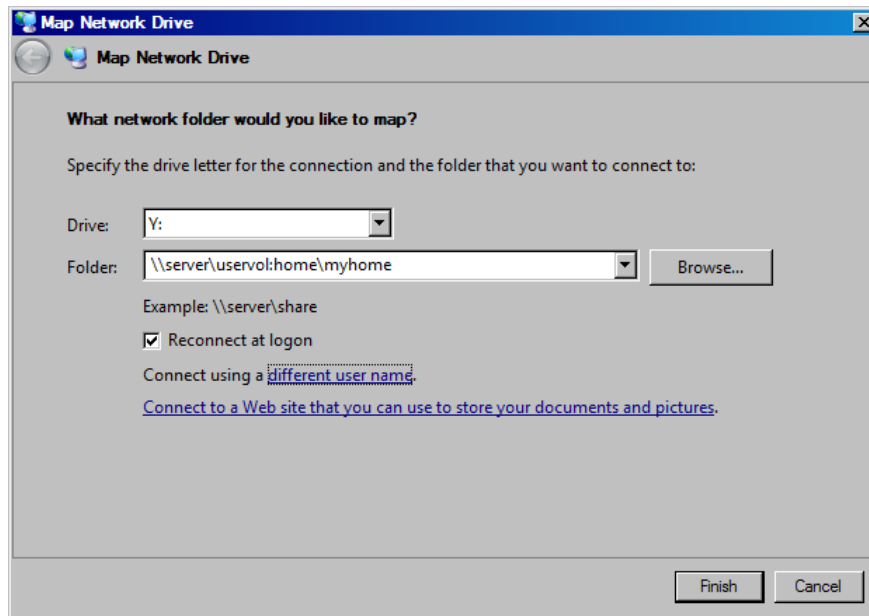 Map Network Drive
Map Network Drive
What network folder would you like to map?
Specify the drive letter for the connection and the folder that you want to connect to:
Drive: Y:
Folder: \\server\uservol:home\myhome Browse...
Example: \\server\share
Reconnect at logon
Connect using a different user name.
Connect to a Web site that you can use to store your documents and pictures.
Finish Cancel